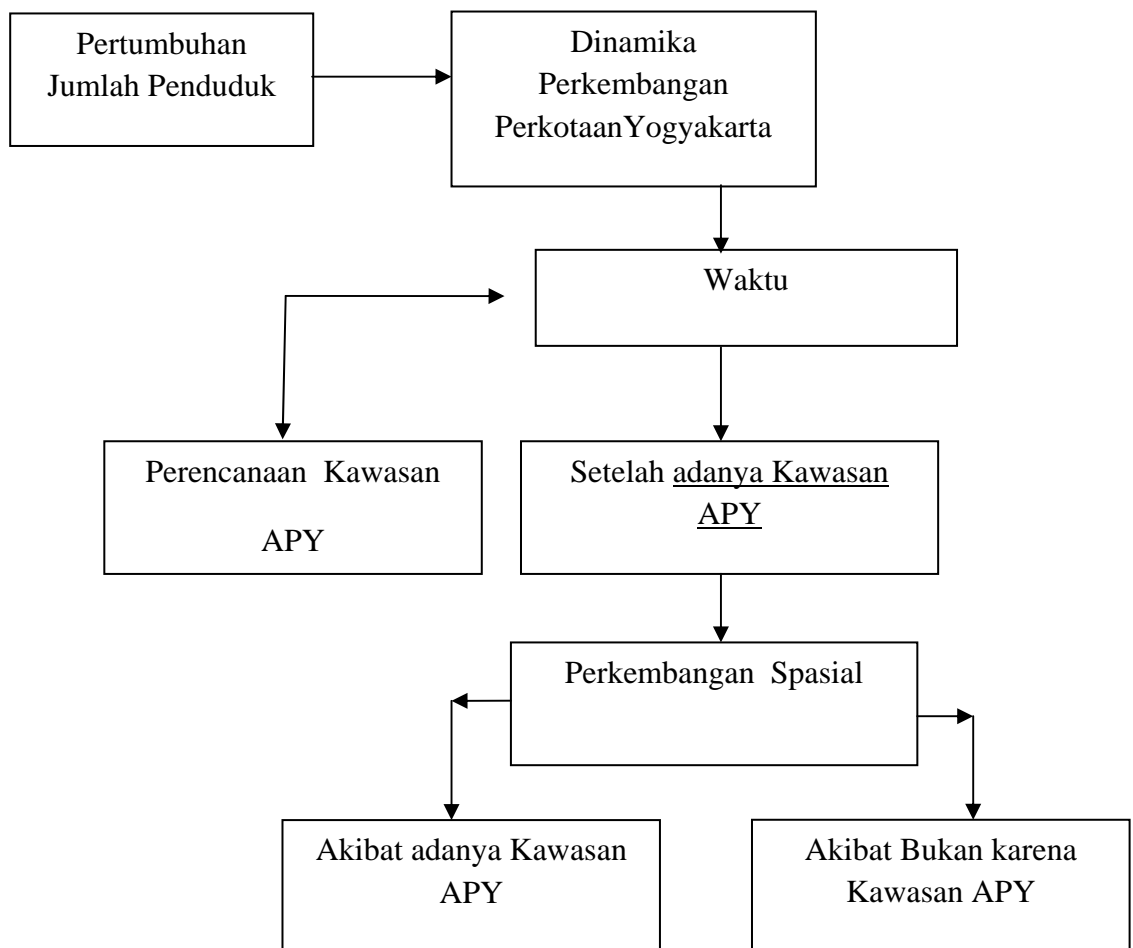 Pertumbuhan
Jumlah Penduduk
Dinamika
Perkembangan
PerkotaanYogyakarta
Waktu
Perencanaan Kawasan
APY
Setelah adanya Kawasan
APY
Perkembangan Spasial
Akibat adanya Kawasan
APY
Akibat Bukan karena
Kawasan APY